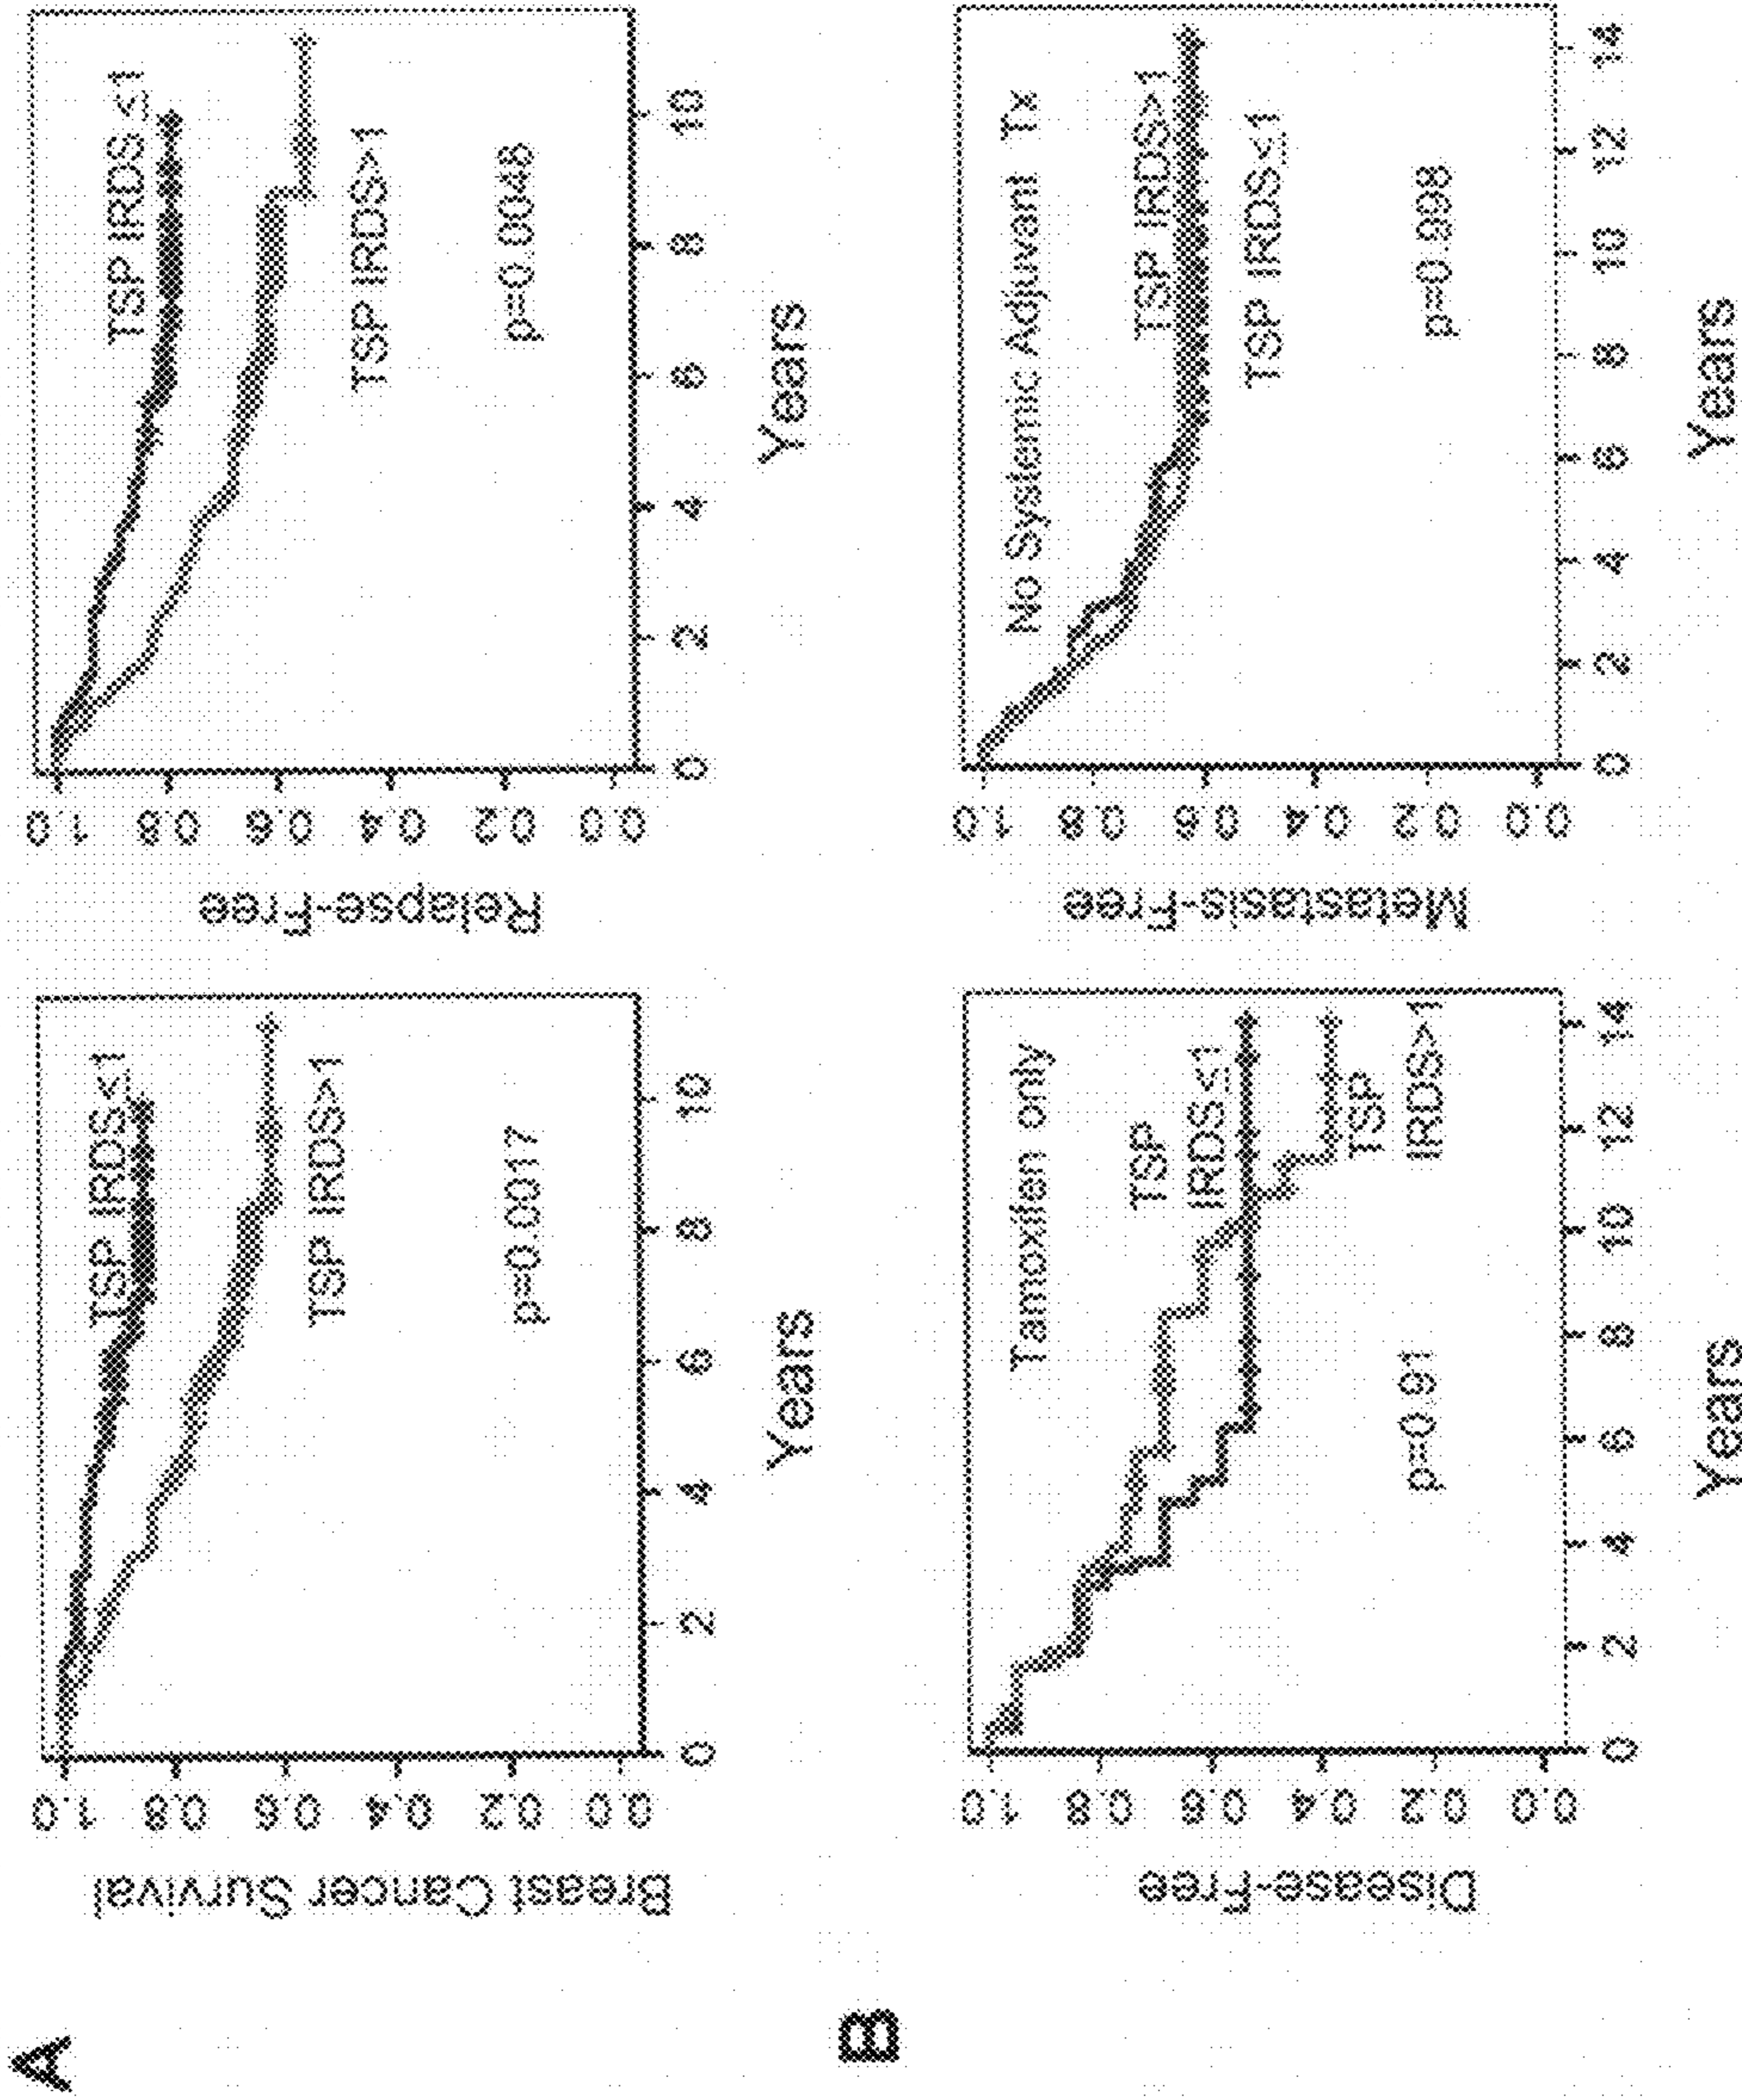 A
Breast Cancer Survival
1.0
0.8
0.6
0.4
0.2
0.0
TSP IRDS≤1
TSP IRDS>1
p=0.0017
0 2 4 6 8 10
Years
Relapse-Free
1.0
0.8
0.6
0.4
0.2
0.0
TSP IRDS≤1
TSP IRDS>1
p=0.0048
0 2 4 6 8 10
Years
B
Disease-Free
1.0
0.8
0.6
0.4
0.2
0.0
Tamoxifen only
TSP
IRDS≤1
TSP
IRDS>1
p=0.91
0 2 4 6 8 10 12 14
Years
Metastasis-Free
1.0
0.8
0.6
0.4
0.2
0.0
No Systemic Adjuvant Tx
TSP IRDS>1
TSP IRDS≤1
p=0.998
0 2 4 6 8 10 12 14
Years